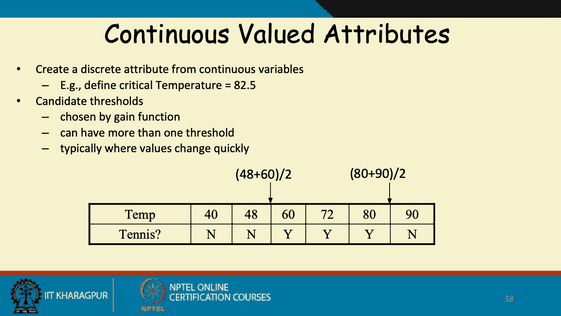 Continuous Valued Attributes
• Create a discrete attribute from continuous variables
– E.g., define critical Temperature = 82.5
• Candidate thresholds
– chosen by gain function
– can have more than one threshold
– typically where values change quickly
(48+60)/2 (80+90)/2
Temp 40 48 60 72 80 90
Tennis? N N Y Y Y N
IIT KHARAGPUR
NPTEL ONLINE
CERTIFICATION COURSES
NPTEL
38